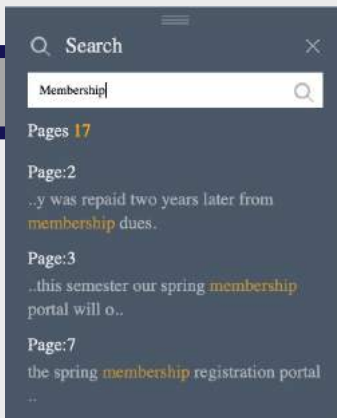 Search
Membership
Pages 17
Page:2
..y was repaid two years later from
membership dues.
Page:3
..this semester our spring membership
portal will o..
Page:7
the spring membership registration portal
..